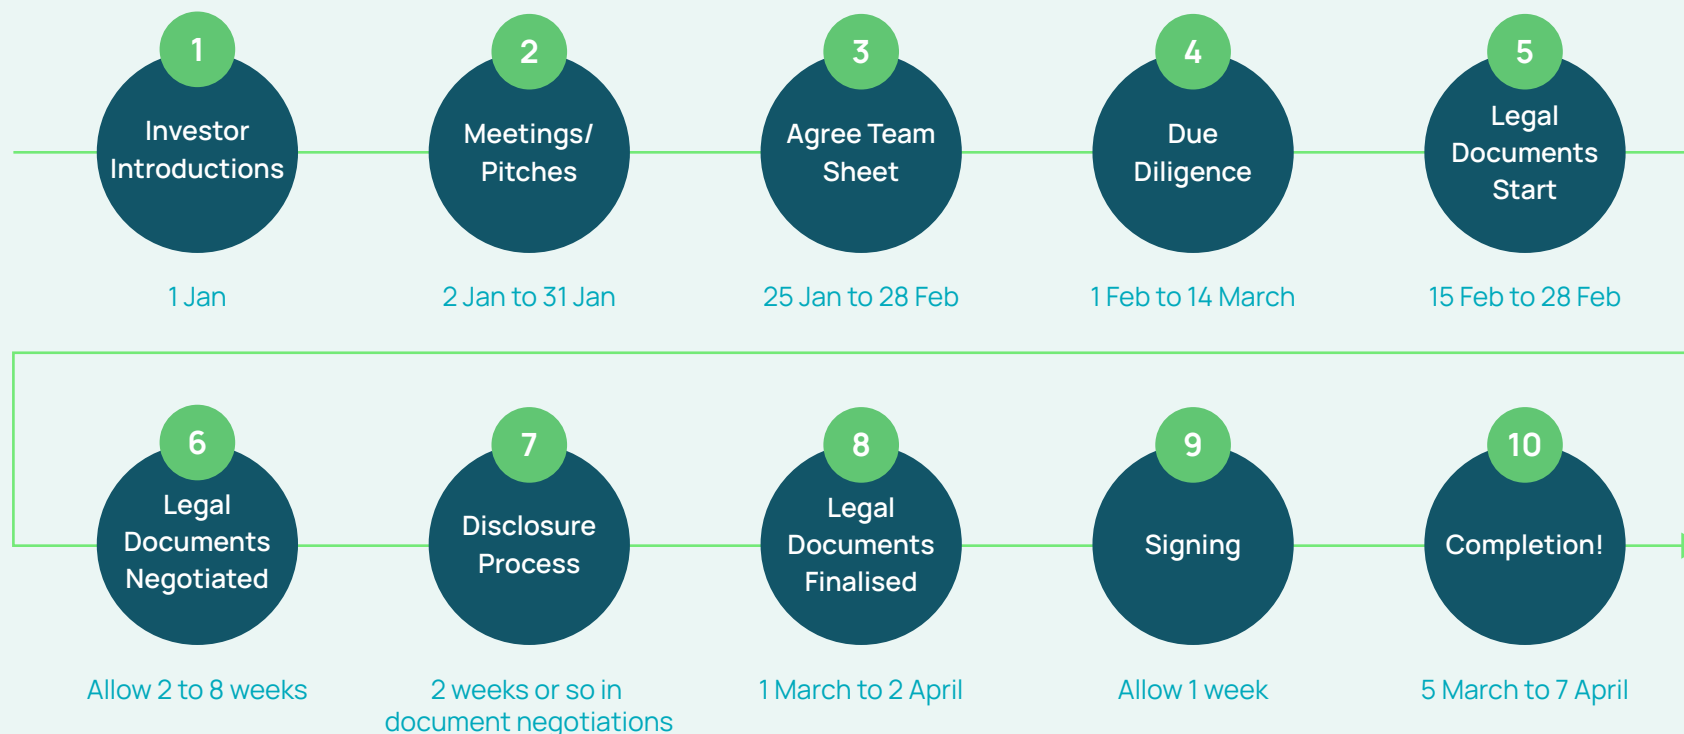 1
Investor
Introductions
1 Jan
2
Meetings/
Pitches
2 Jan to 31 Jan
3
Agree Team
Sheet
25 Jan to 28 Feb
4
Due
Diligence
1 Feb to 14 March
5
Legal
Documents
Start
15 Feb to 28 Feb
6
Legal
Documents
Negotiated
Allow 2 to 8 weeks
7
Disclosure
Process
2 weeks or so in
document negotiations
8
Legal
Documents
Finalised
1 March to 2 April
9
Signing
Allow 1 week
10
Completion!
5 March to 7 April